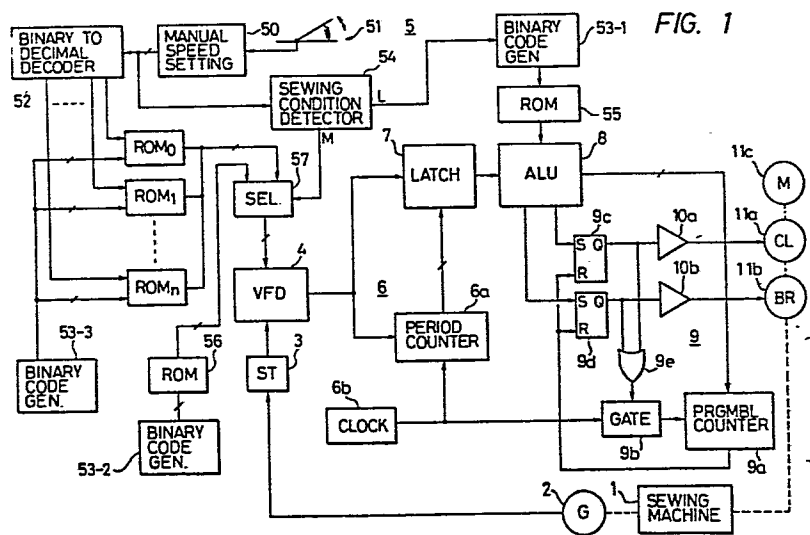 FIG. 1
BINARY TO
DECIMAL
DECODER
52
50
MANUAL
SPEED
SETTING
51
5
54
SEWING
CONDITION
DETECTOR
L
M
53-1
BINARY
CODE
GEN
ROM
55
ROM0
ROM1
ROMn
57
SEL.
4
VFD
7
LATCH
8
ALU
6
6a
PERIOD
COUNTER
9c
S Q
R
10a
11c
M
11a
CL
10b
11b
BR
S Q
R
9d
9
9e
53-3
BINARY
CODE
GEN.
56
ROM
53-2
BINARY
CODE
GEN.
ST
3
6b
CLOCK
GATE
9b
PRGMBL
COUNTER
9a
2
G
1
SEWING
MACHINE